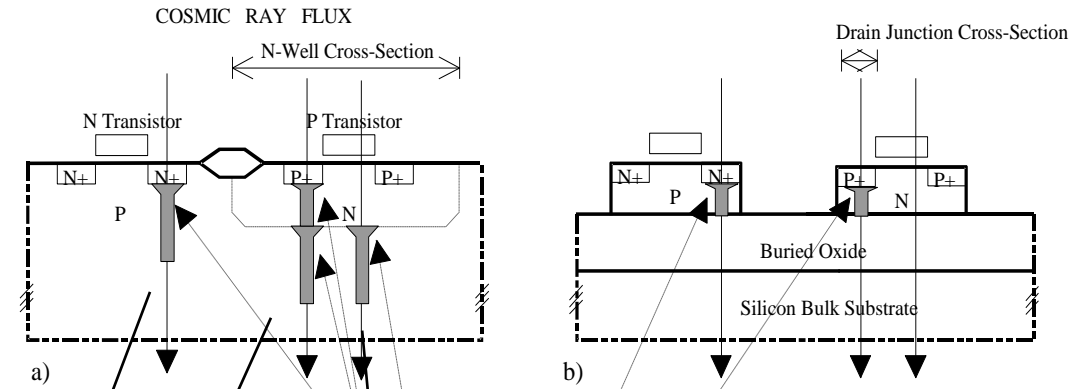 COSMIC RAY FLUX
N-Well Cross-Section
N Transistor
P Transistor
N+
N+
P+
P+
P
N
a)
Drain Junction Cross-Section
N+
N+
P+
P+
P
N
Buried Oxide
Silicon Bulk Substrate
b)